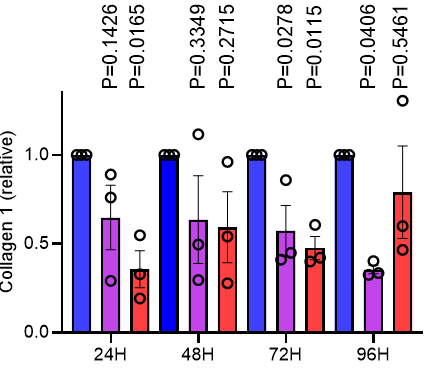 P=0.1426
P=0.0165
P=0.3349
P=0.2715
P=0.0278
P=0.0115
P=0.0406
P=0.5461
Collagen 1 (relative)
1.0
0.5
0.0
24H
48H
72H
96H